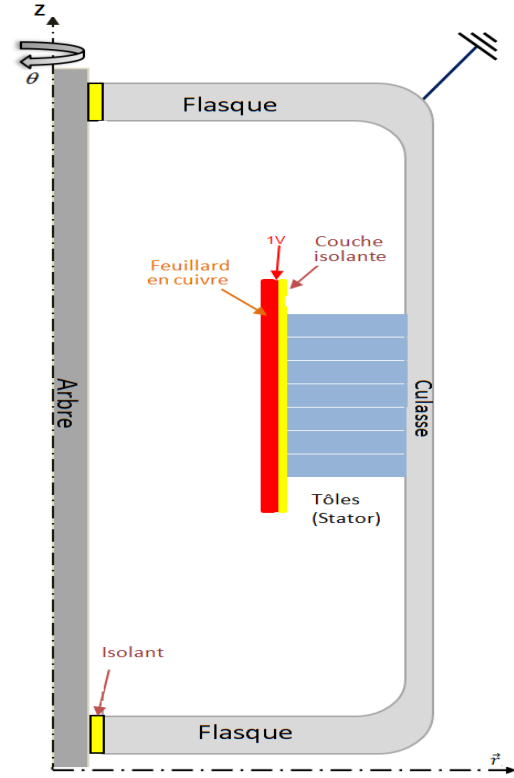 Z
θ
Flasque
1V
Couche
isolante
Feuillard
en cuivre
Arbre
Culasse
Tôles
(Stator)
Isolant
Flasque
r⃗